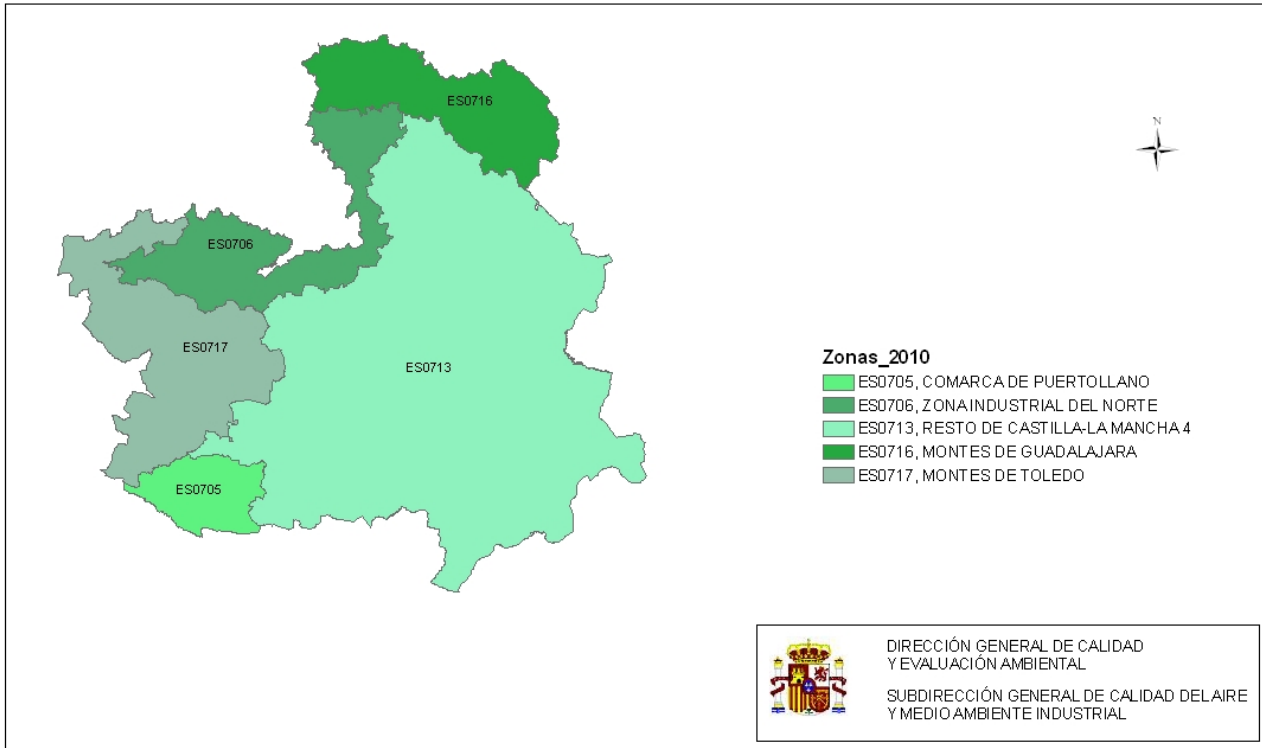 ES0716
N
ES0706
ES0717
ES0713
ES0705
Zonas_2010
ES0705, COMARCA DE PUERTOLLANO
ES0706, ZONA INDUSTRIAL DEL NORTE
ES0713, RESTO DE CASTILLA-LA MANCHA 4
ES0716, MONTES DE GUADALAJARA
ES0717, MONTES DE TOLEDO
DIRECCIÓN GENERAL DE CALIDAD
Y EVALUACIÓN AMBIENTAL
SUBDIRECCIÓN GENERAL DE CALIDAD DEL AIRE
Y MEDIO AMBIENTE INDUSTRIAL